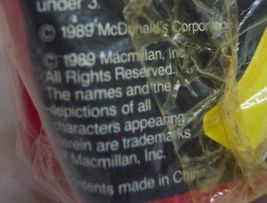 under 3.
© 1989 McDonald's Corporation
© 1989 Macmillan, Inc.
All Rights Reserved.
The names and the
depictions of all
characters appearing
herein are trademarks
Macmillan, Inc.
contents made in China